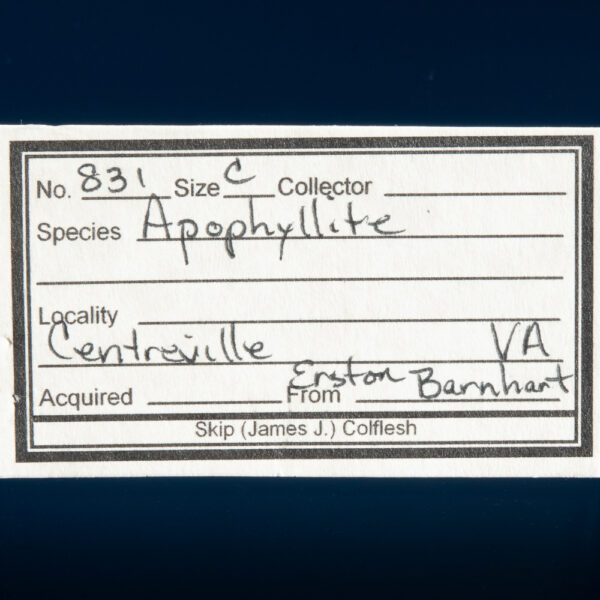 No. 831 Size C Collector
Species Apophyllite
Locality
Centreville VA
Acquired From Erston Barnhart
Skip (James J.) Colflesh